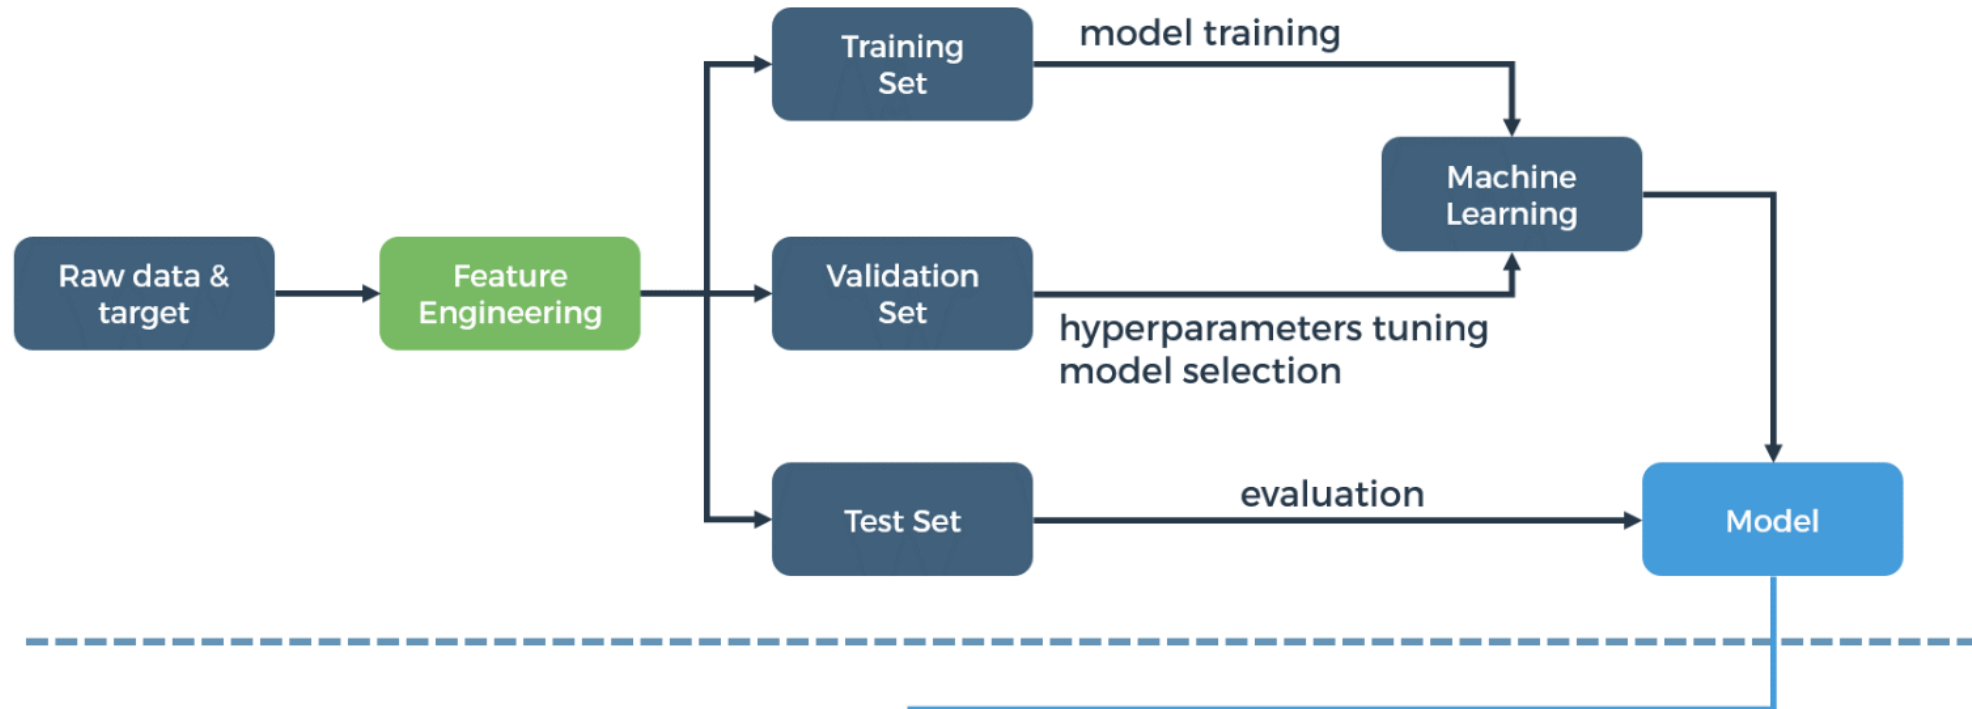 Training
Set
model training
Machine
Learning
Raw data &
target
Feature
Engineering
Validation
Set
hyperparameters tuning
model selection
Test Set
evaluation
Model